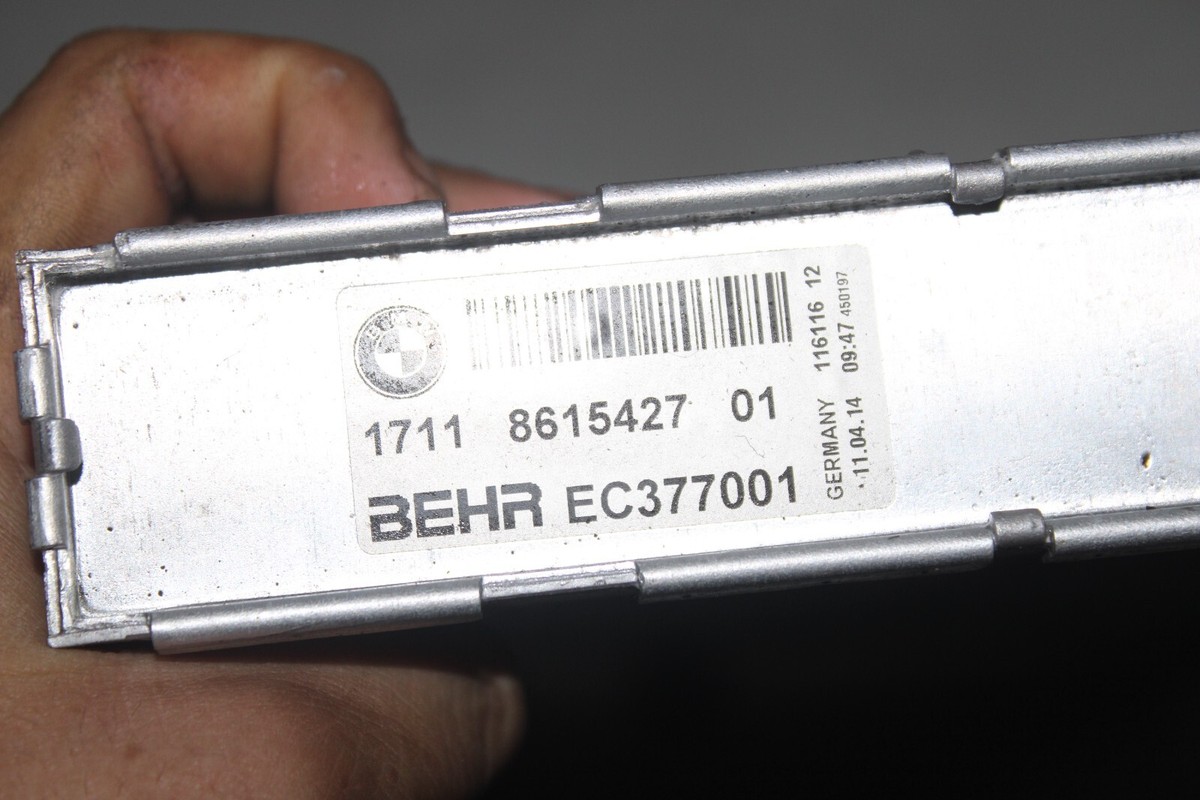 1711 8615427 01
BEHR EC377001
GERMANY 116116 12
11.04.14 09:47 450197